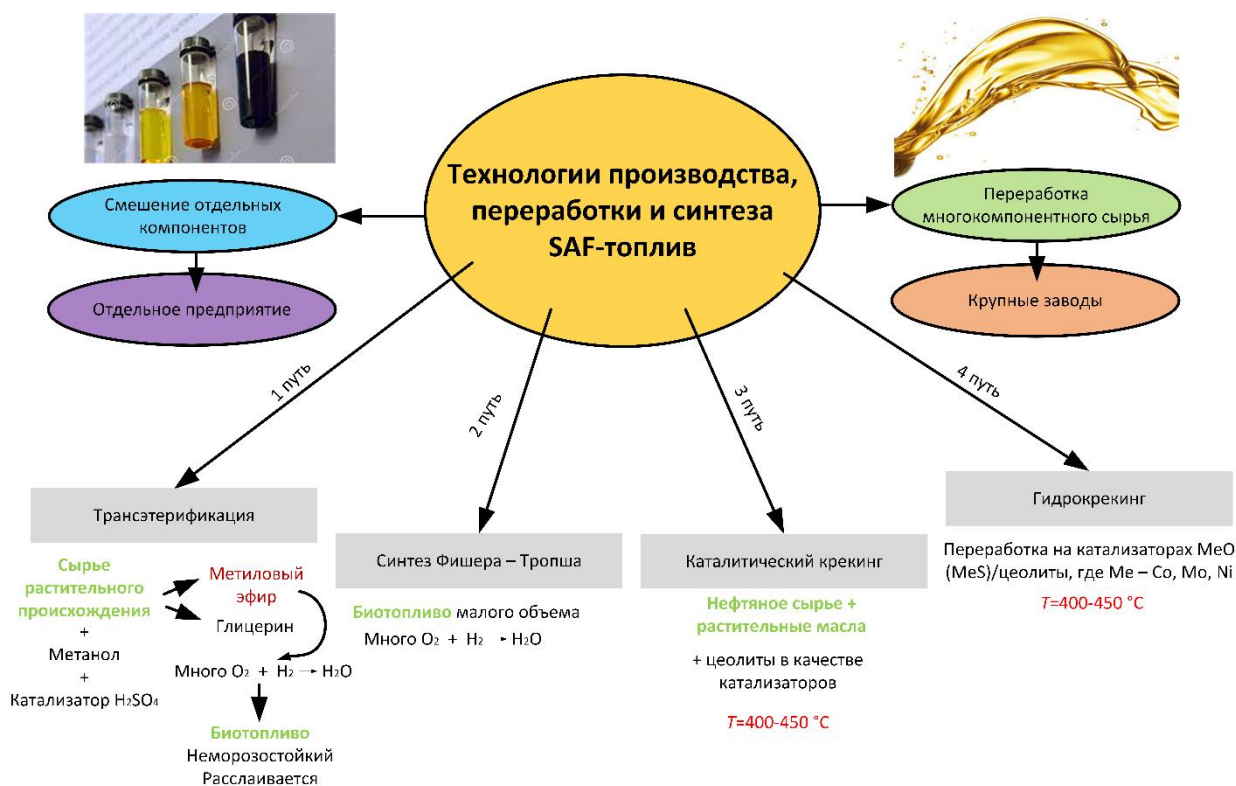 Технологии производства,
переработки и синтеза
SAF-топлив
Смешение отдельных
компонентов
Отдельное предприятие
Переработка
многокомпонентного сырья
Крупные заводы
1 путь
2 путь
3 путь
4 путь
Трансэтерификация
Сырье
растительного
происхождения
+
Метанол
+
Катализатор H₂SO₄
Метиловый
эфир
Глицерин
Много O₂ + H₂ → H₂O
Биотопливо
Неморозостойкий
Расслаивается
Синтез Фишера – Тропша
Биотопливо малого объема
Много O₂ + H₂ → H₂O
Каталитический крекинг
Нефтяное сырье +
растительные масла
+ цеолиты в качестве
катализаторов
T=400-450 °C
Гидрокрекинг
Переработка на катализаторах MeO
(MeS)/цеолиты, где Me – Co, Mo, Ni
T=400-450 °C